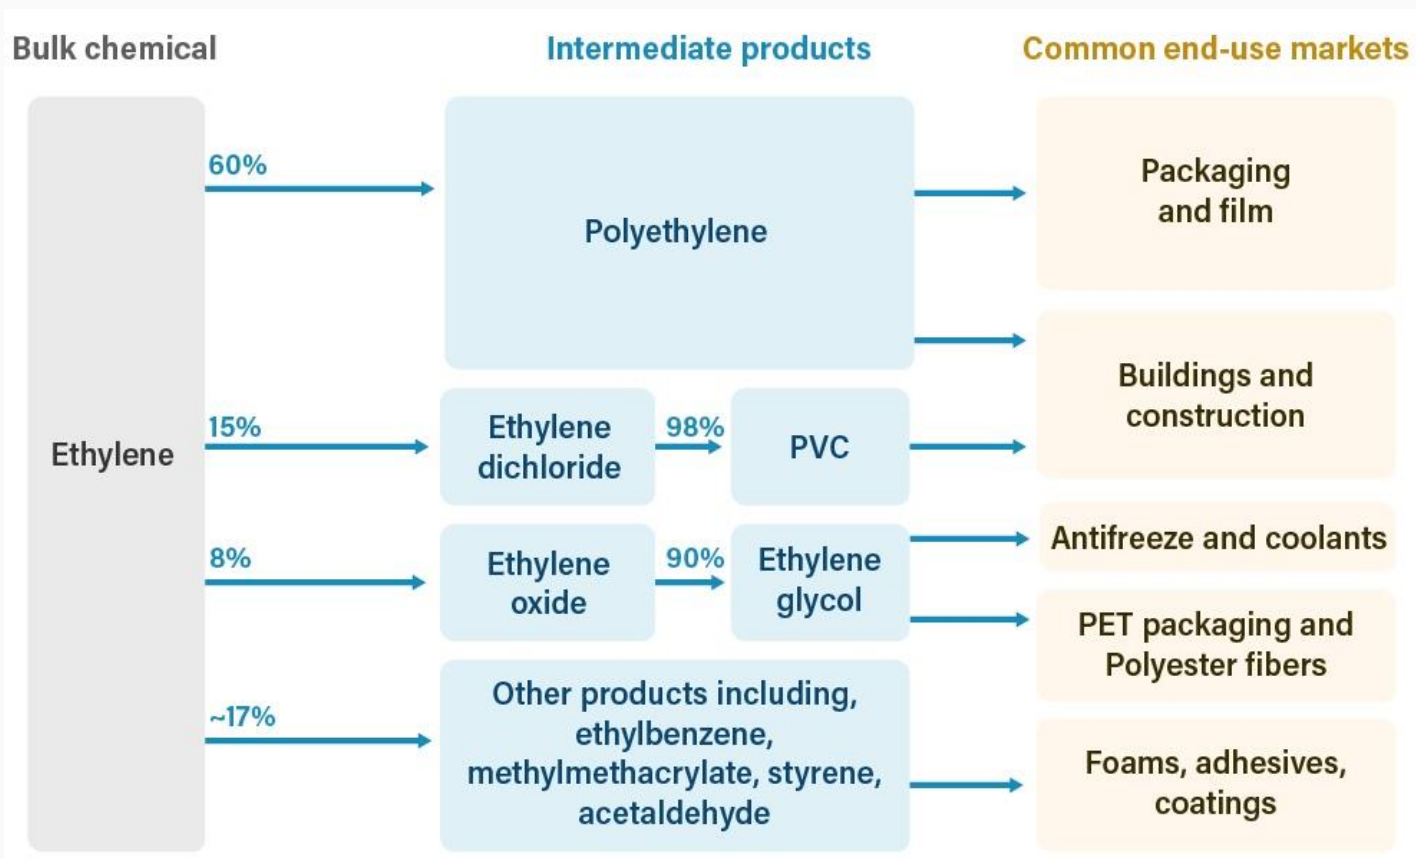 Bulk chemical
Intermediate products
Common end-use markets
Ethylene
60%
Polyethylene
Packaging
and film
Buildings and
construction
15%
Ethylene
dichloride
98%
PVC
8%
Ethylene
oxide
90%
Ethylene
glycol
Antifreeze and coolants
PET packaging and
Polyester fibers
~17%
Other products including,
ethylbenzene,
methylmethacrylate, styrene,
acetaldehyde
Foams, adhesives,
coatings